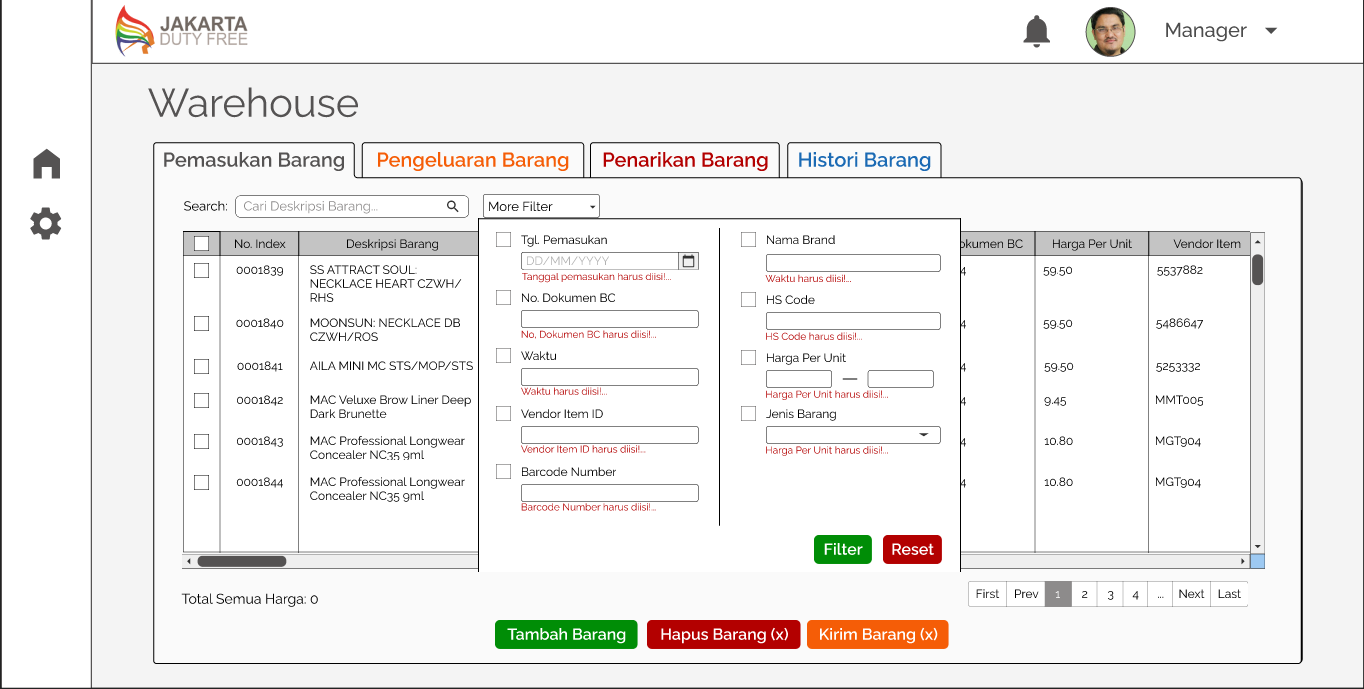 JAKARTA
DUTY FREE
Manager
Warehouse
Pemasukan Barang
Pengeluaran Barang
Penarikan Barang
Histori Barang
Search:
Cari Deskripsi Barang...
More Filter
No. Index
Deskripsi Barang
okumen BC
Harga Per Unit
Vendor Item
0001839
SS ATTRACT SOUL:
NECKLACE HEART CZWH/
RHS
4
59.50
5537882
0001840
MOONSUN: NECKLACE DB
CZWH/ROS
4
59.50
5486647
0001841
AILA MINI MC STS/MOP/STS
4
59.50
5253332
0001842
MAC Veluxe Brow Liner Deep
Dark Brunette
4
9.45
MMT005
0001843
MAC Professional Longwear
Concealer NC35 9ml
4
10.80
MGT904
0001844
MAC Professional Longwear
Concealer NC35 9ml
4
10.80
MGT904
Tgl. Pemasukan
DD/MM/YYYY
Tanggal pemasukan harus diisi!...
No. Dokumen BC
No, Dokumen BC harus diisi!...
Waktu
Waktu harus diisi!...
Vendor Item ID
Vendor Item ID harus diisi!...
Barcode Number
Barcode Number harus diisi!...
Nama Brand
Waktu harus diisi!...
HS Code
HS Code harus diisi!...
Harga Per Unit
—
Harga Per Unit harus diisi!...
Jenis Barang
Harga Per Unit harus diisi!...
Filter
Reset
Total Semua Harga: 0
First
Prev
1
2
3
4
...
Next
Last
Tambah Barang
Hapus Barang (x)
Kirim Barang (x)